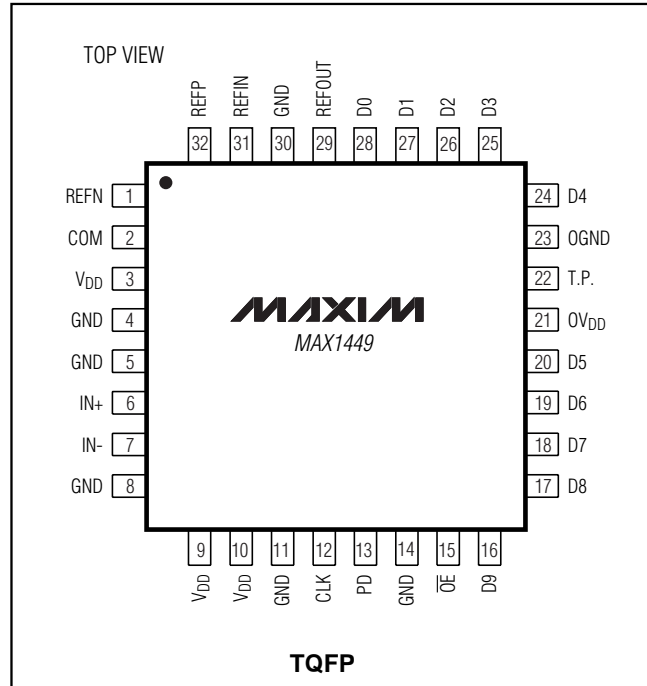 TOP VIEW
REFP REFIN GND REFOUT D0 D1 D2 D3
32 31 30 29 28 27 26 25
REFN 1
COM 2
VDD 3
GND 4
GND 5
IN+ 6
IN- 7
GND 8
MAXIM
MAX1449
24 D4
23 OGND
22 T.P.
21 OVDD
20 D5
19 D6
18 D7
17 D8
9 10 11 12 13 14 15 16
VDD VDD GND CLK PD GND O̅E̅ D9
TQFP